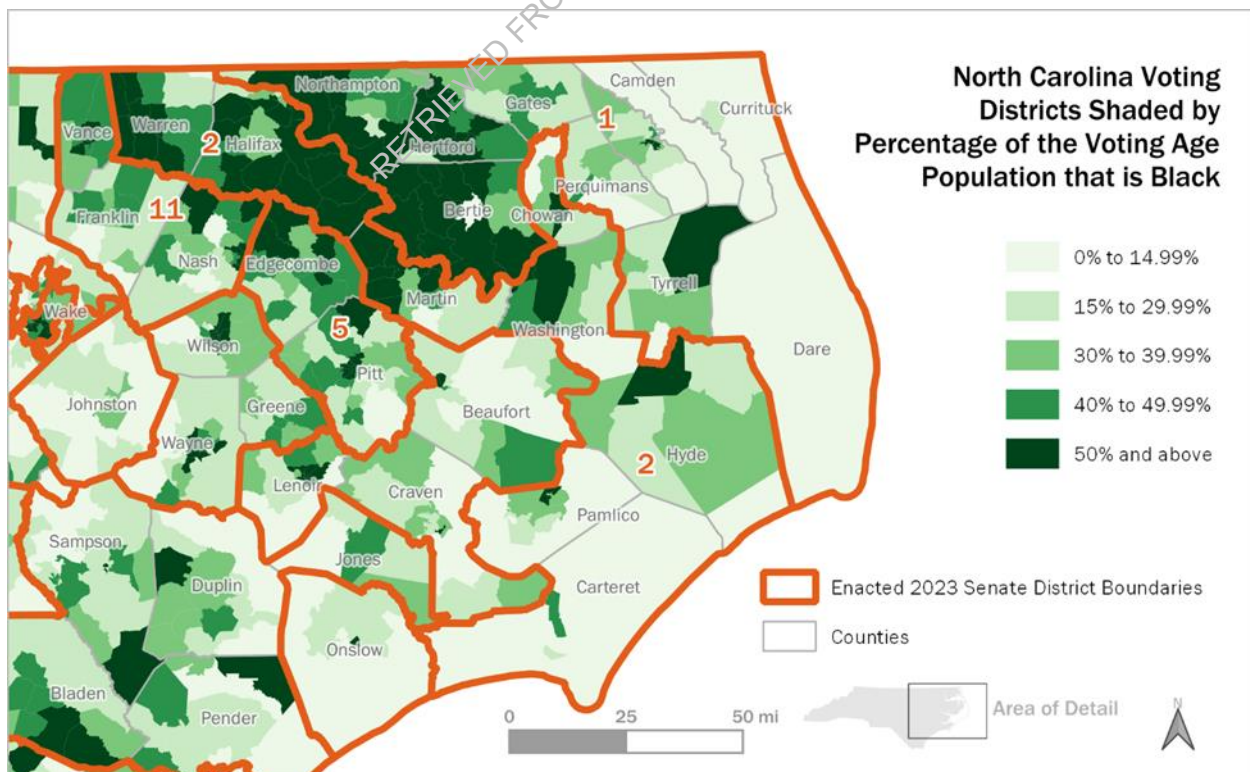 RETRIEVED FRO
North Carolina Voting
Districts Shaded by
Percentage of the Voting Age
Population that is Black
0% to 14.99%
15% to 29.99%
30% to 39.99%
40% to 49.99%
50% and above
Enacted 2023 Senate District Boundaries
Counties
Area of Detail
N
0 25 50 mi
Camden
Currituck
Northampton
Gates
1
Vance
Warren
2
Halifax
Hertford
Perquimans
Bertie
Chowan
Franklin
11
Nash
Edgecombe
Tyrrell
Martin
Wake
5
Washington
Wilson
Dare
Pitt
Johnston
Greene
Beaufort
Wayne
2
Hyde
Lenoir
Craven
Pamlico
Sampson
Jones
Duplin
Carteret
Onslow
Bladen
Pender